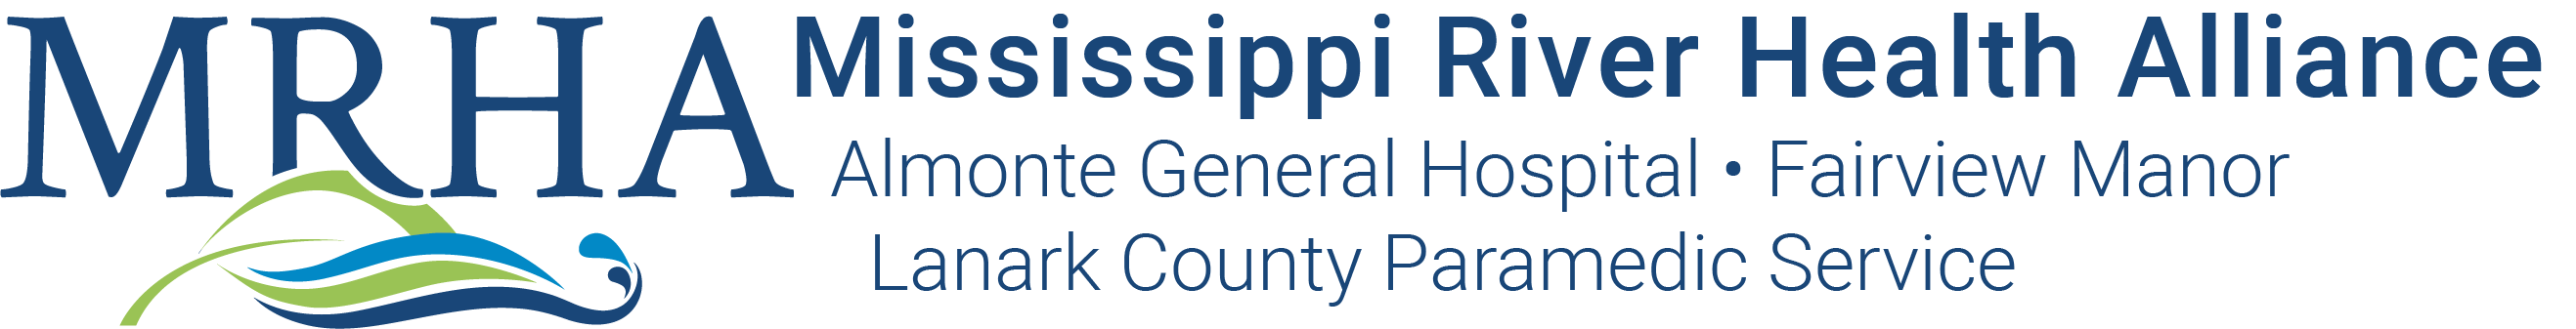 MRHA
Mississippi River Health Alliance
Almonte General Hospital • Fairview Manor
Lanark County Paramedic Service